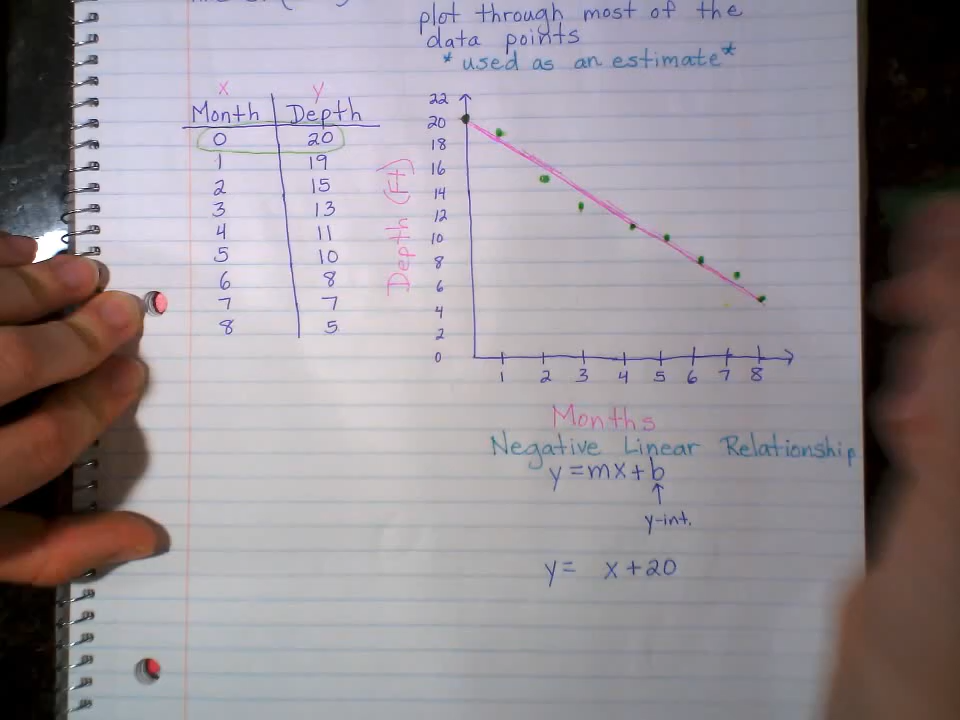 plot through most of the
data points
*used as an estimate*
x y
Month Depth
0 20
1 19
2 15
3 13
4 11
5 10
6 8
7 7
8 5
Depth (ft)
22
20
18
16
14
12
10
8
6
4
2
0
1 2 3 4 5 6 7 8
Months
Negative Linear Relationship
y=mx+b
y-int.
y= x+20